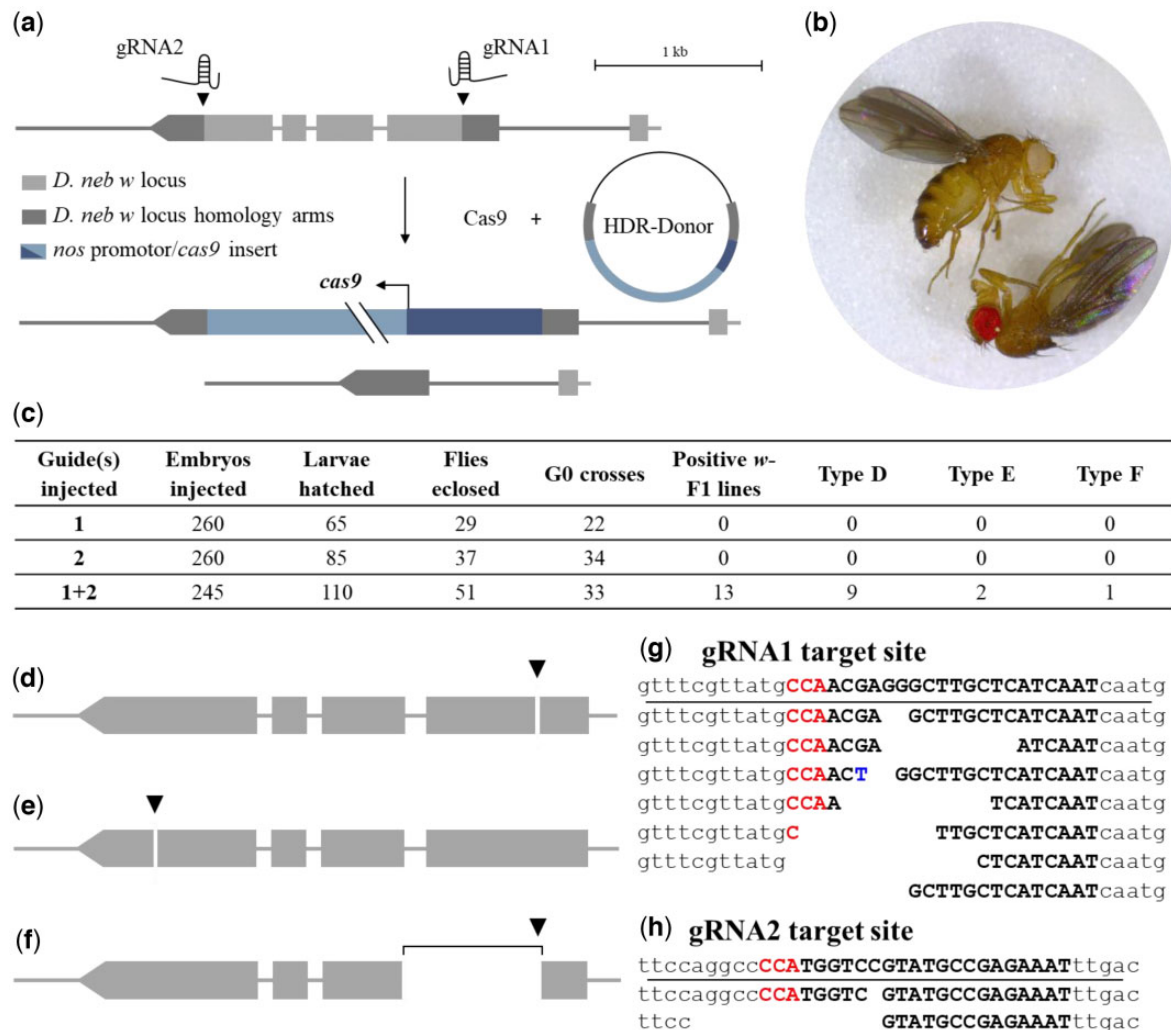 (a)
gRNA2
gRNA1
1 kb
D. neb w locus
D. neb w locus homology arms
nos promotor/cas9 insert
Cas9 +
HDR-Donor
cas9
(b)
(c)
Guide(s) injected Embryos injected Larvae hatched Flies eclosed G0 crosses Positive w- F1 lines Type D Type E Type F
1 260 65 29 22 0 0 0 0
2 260 85 37 34 0 0 0 0
1+2 245 110 51 33 13 9 2 1
(d)
(e)
(f)
(g) gRNA1 target site
gtttcgttatgCCAACGAGGGCTTGCTCATCAATcaatg
gtttcgttatgCCAACGA GCTTGCTCATCAATcaatg
gtttcgttatgCCAACGA ATCAATcaatg
gtttcgttatgCCAACT GGCTTGCTCATCAATcaatg
gtttcgttatgCCAA TCATCAATcaatg
gtttcgttatgC TTGCTCATCAATcaatg
gtttcgttatg CTCATCAATcaatg
GCTTGCTCATCAATcaatg
(h) gRNA2 target site
ttccaggccCCATGGTCCGTATGCCGAGAAATttgac
ttccaggccCCATGGTC GTATGCCGAGAAATttgac
ttcc GTATGCCGAGAAATttgac